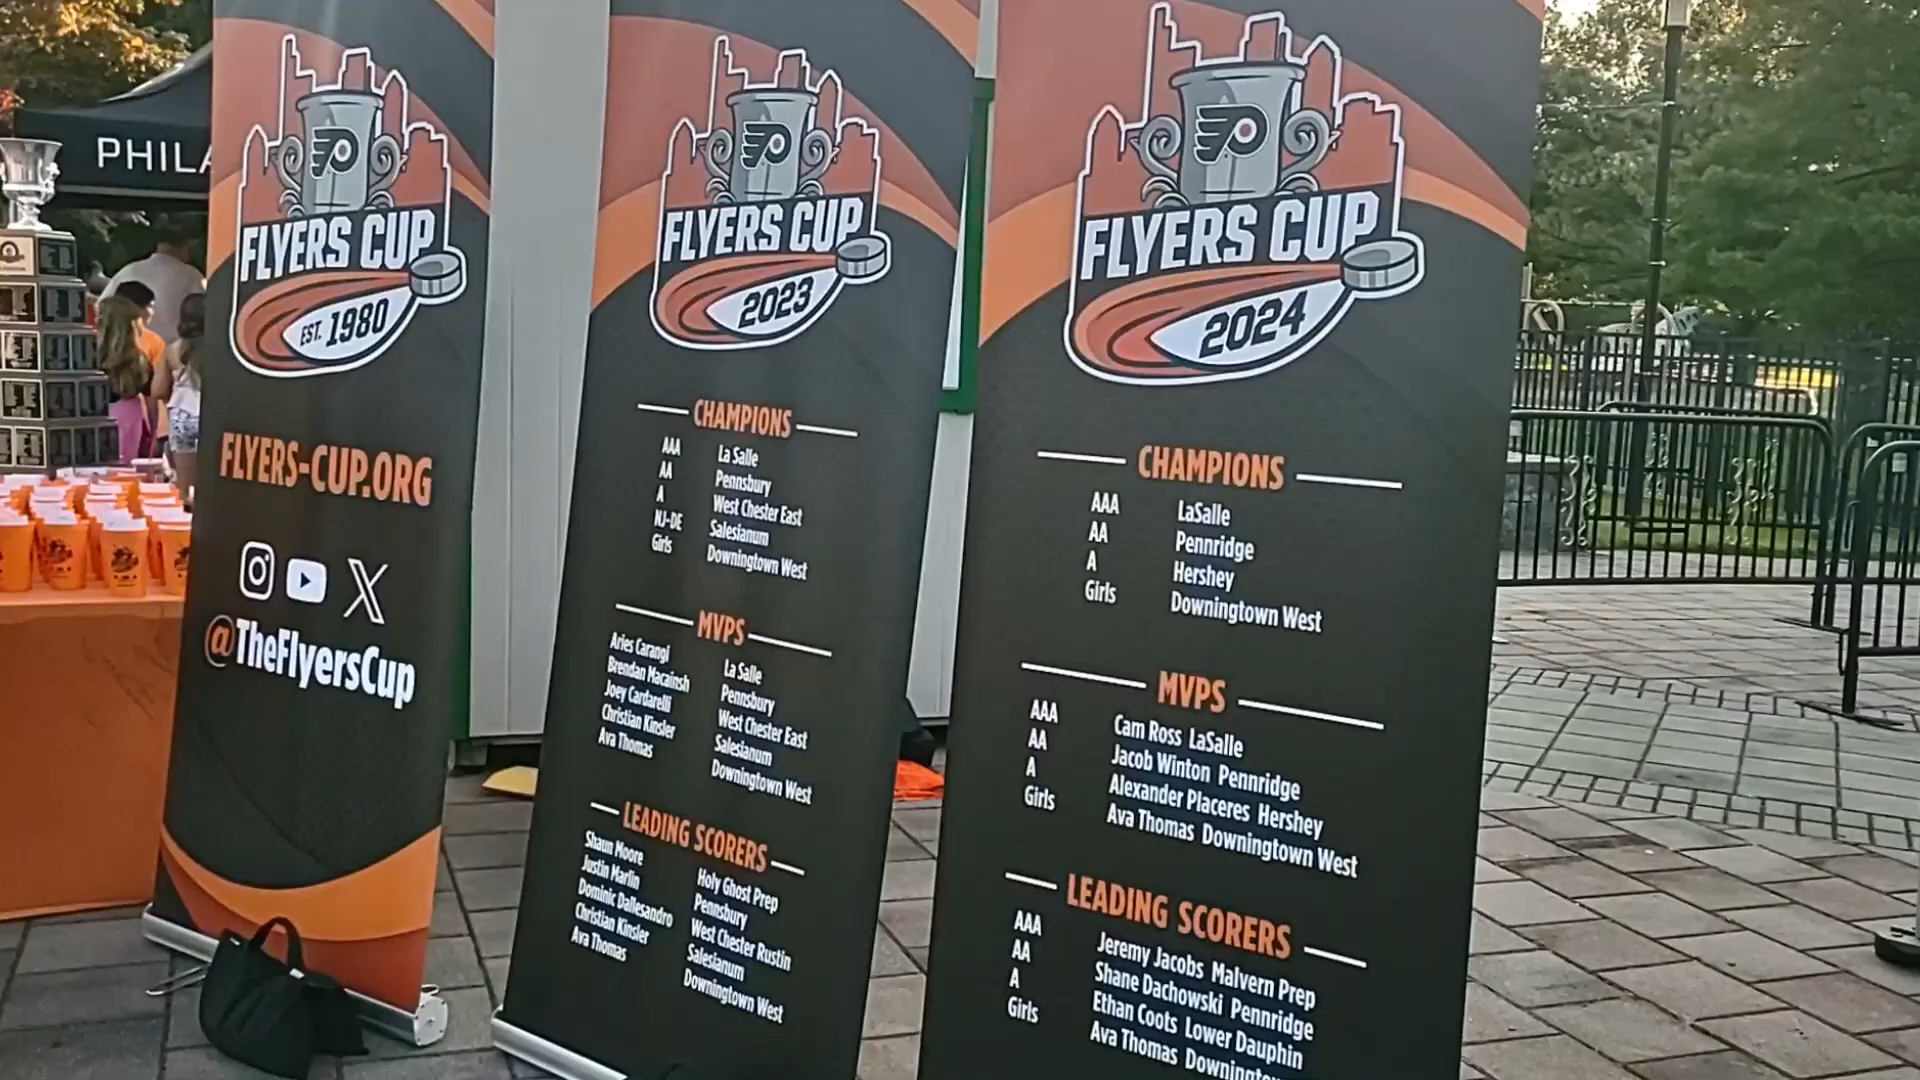 PHILA
FLYERS CUP
EST. 1980
FLYERS-CUP.ORG
@TheFlyersCup
FLYERS CUP
2023
CHAMPIONS
AAA La Salle
AA Pennsbury
A West Chester East
NJ-DE Salesianum
Girls Downingtown West
MVPS
Aries Carangi La Salle
Brendan Macainsh Pennsbury
Joey Cardarelli West Chester East
Christian Kinsler Salesianum
Ava Thomas Downingtown West
LEADING SCORERS
Shaun Moore Holy Ghost Prep
Justin Marlin Pennsbury
Dominic Dallesandro West Chester Rustin
Christian Kinsler Salesianum
Ava Thomas Downingtown West
FLYERS CUP
2024
CHAMPIONS
AAA LaSalle
AA Pennridge
A Hershey
Girls Downingtown West
MVPS
AAA Cam Ross LaSalle
AA Jacob Winton Pennridge
A Alexander Placeres Hershey
Girls Ava Thomas Downingtown West
LEADING SCORERS
AAA Jeremy Jacobs Malvern Prep
AA Shane Dachowski Pennridge
A Ethan Coots Lower Dauphin
Girls Ava Thomas Downingto